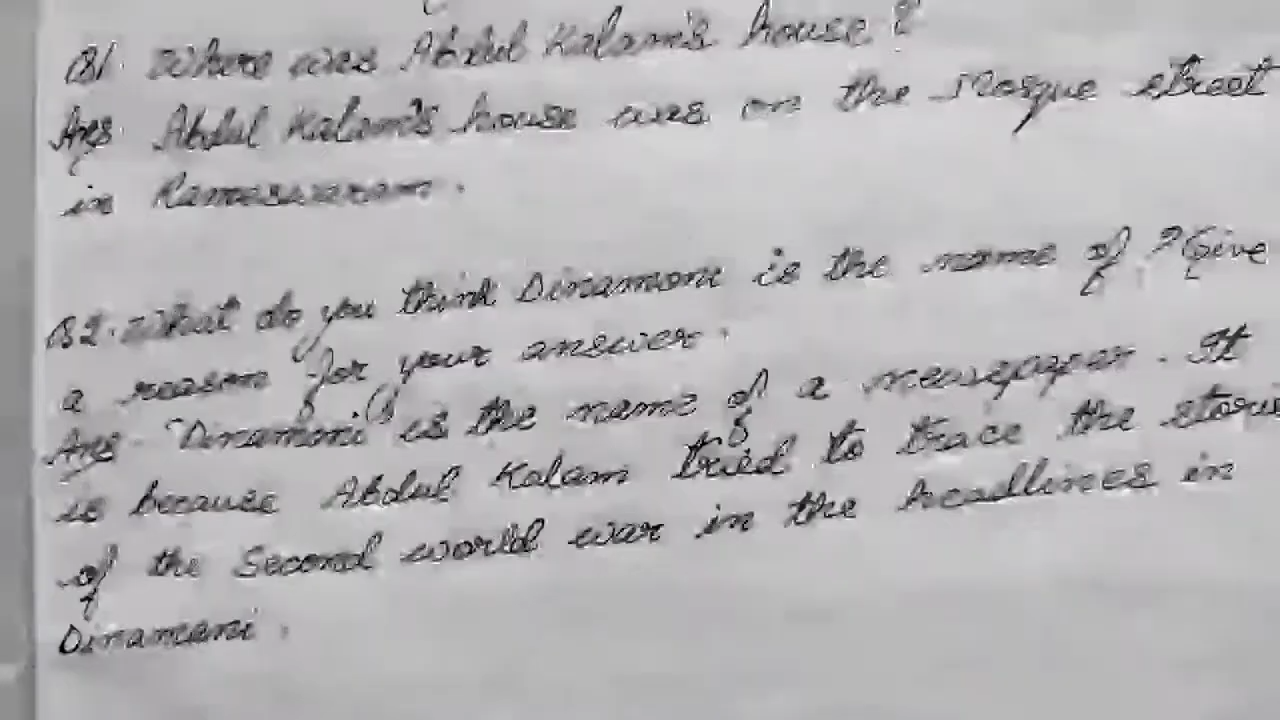 Q1. Where was Abdul Kalam's house?
Ans. Abdul Kalam's house was on the Mosque street
in Rameswaram.
Q2. What do you think Dinamani is the name of? Give
a reason for your answer.
Ans - "Dinamani" is the name of a newspaper. It
is because Abdul Kalam tried to trace the stories
of the Second world war in the headlines in
Dinamani.